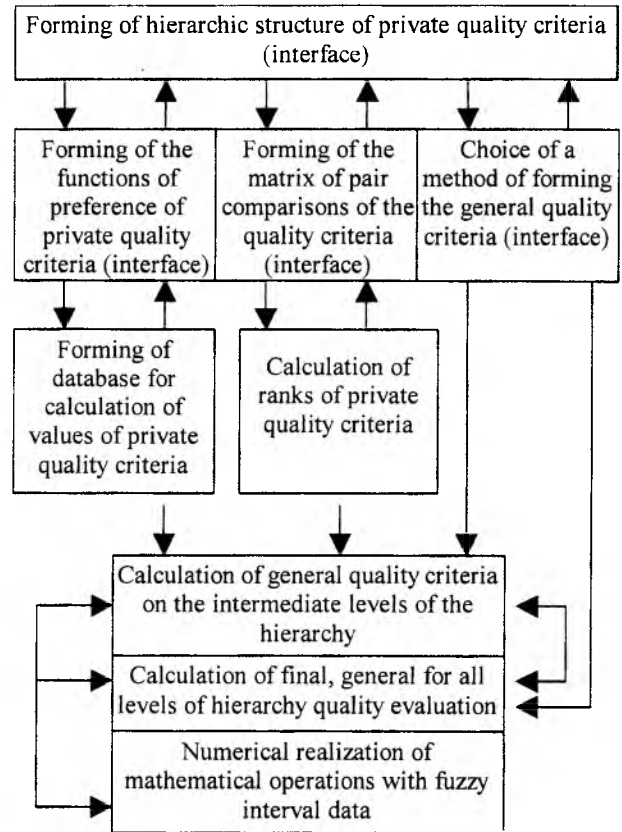 Forming of hierarchic structure of private quality criteria
(interface)
Forming of the
functions of
preference of
private quality
criteria (interface)
Forming of the
matrix of pair
comparisons of the
quality criteria
(interface)
Choice of a
method of forming
the general quality
criteria (interface)
Forming of
database for
calculation of
values of private
quality criteria
Calculation of
ranks of private
quality criteria
Calculation of general quality criteria
on the intermediate levels of the
hierarchy
Calculation of final, general for all
levels of hierarchy quality evaluation
Numerical realization of
mathematical operations with fuzzy
interval data